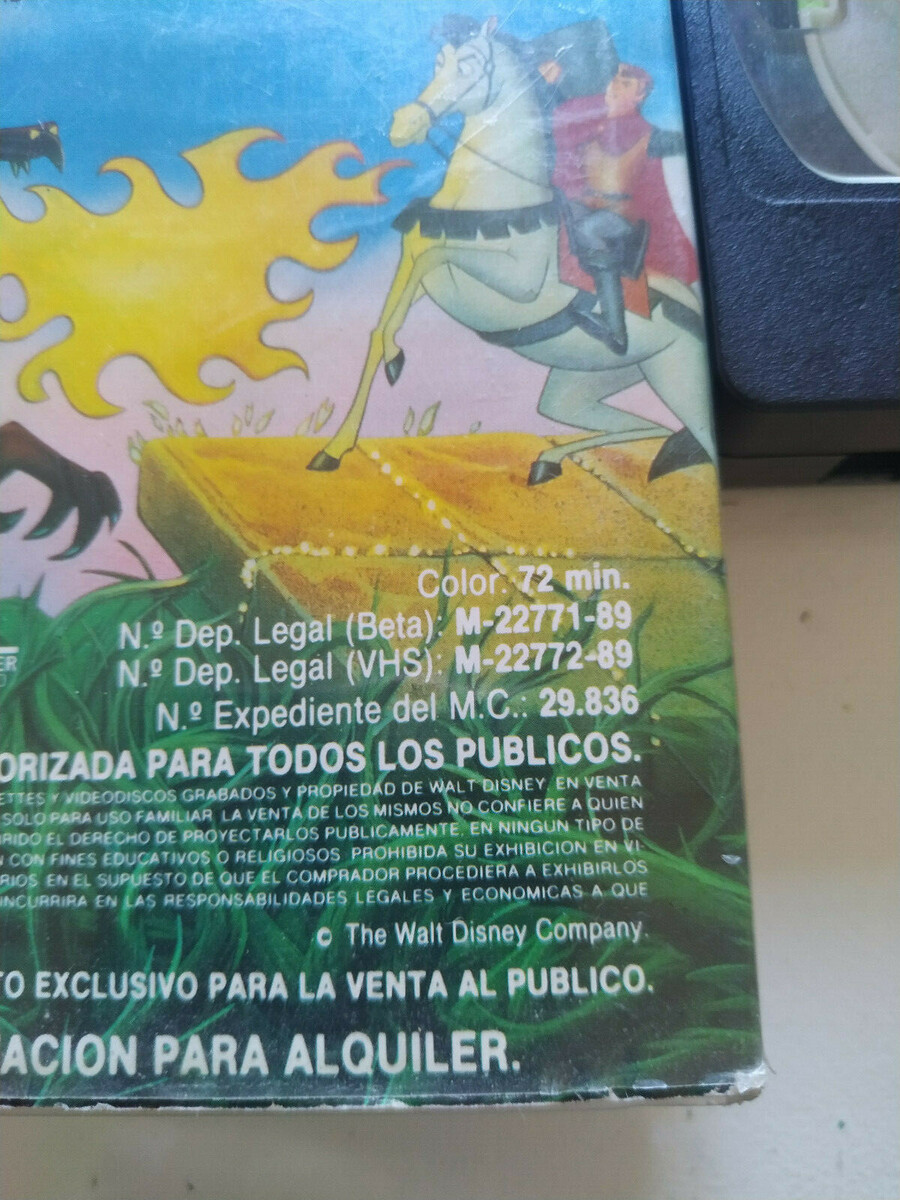 Color: 72 min.
N.º Dep. Legal (Beta): M-22771-89
N.º Dep. Legal (VHS): M-22772-89
ER
N.º Expediente del M.C.: 29.836
ORIZADA PARA TODOS LOS PUBLICOS.
ETTES Y VIDEODISCOS GRABADOS Y PROPIEDAD DE WALT DISNEY, EN VENTA
SOLO PARA USO FAMILIAR. LA VENTA DE LOS MISMOS NO CONFIERE A QUIEN
RIDO EL DERECHO DE PROYECTARLOS PUBLICAMENTE, EN NINGUN TIPO DE
N CON FINES EDUCATIVOS O RELIGIOSOS. PROHIBIDA SU EXHIBICION EN VI-
RIOS EN EL SUPUESTO DE QUE EL COMPRADOR PROCEDIERA A EXHIBIRLOS
INCURRIRA EN LAS RESPONSABILIDADES LEGALES Y ECONOMICAS A QUE
© The Walt Disney Company.
TO EXCLUSIVO PARA LA VENTA AL PUBLICO.
ACION PARA ALQUILER.